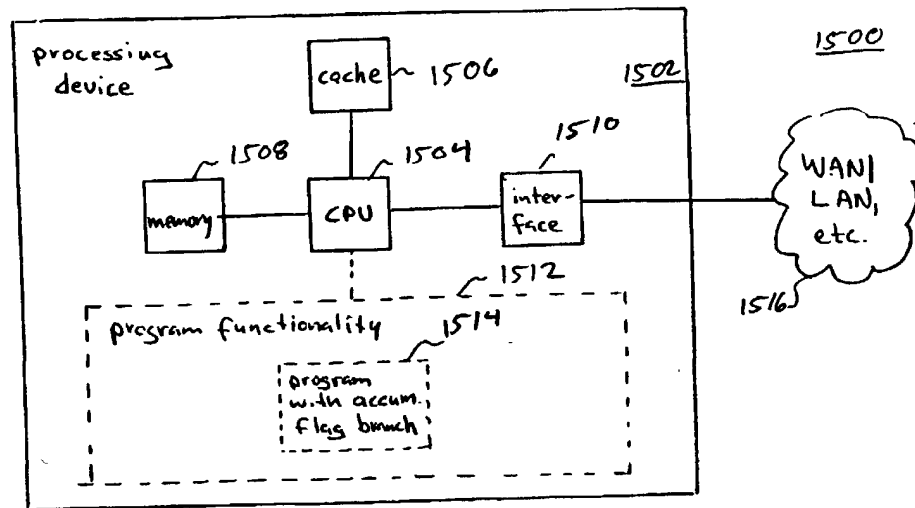 processing
device
cache
1506
1502
1500
1508
1504
1510
memory
CPU
inter-
face
WAN/
LAN,
etc.
1516
1512
program functionality
1514
program
with accum.
flag branch